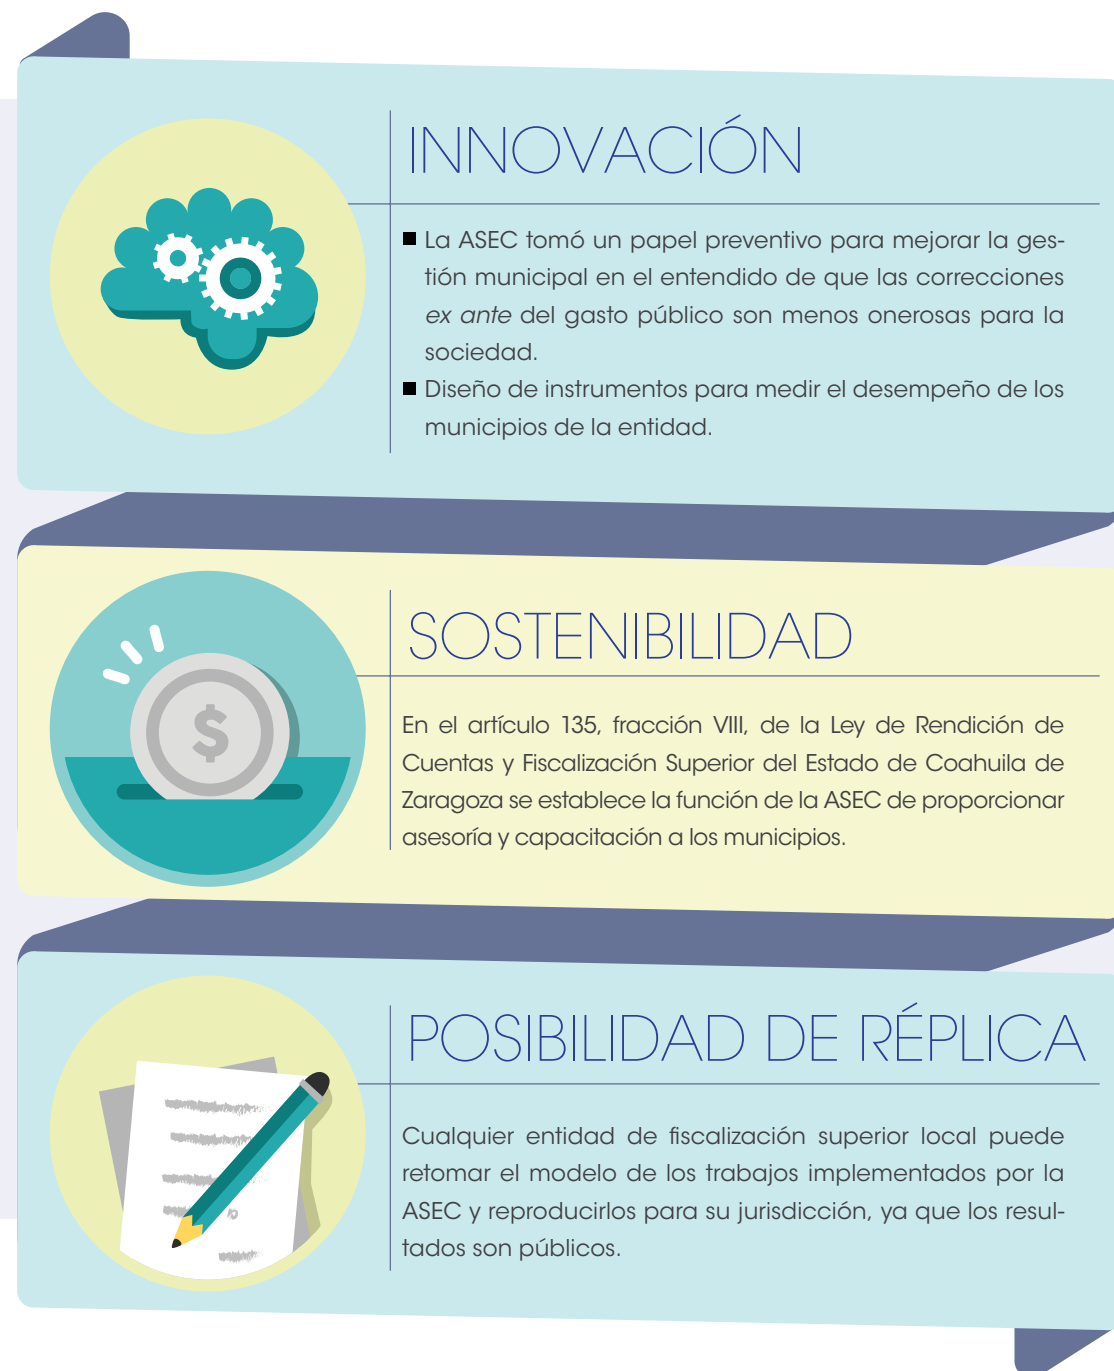 INNOVACIÓN
■ La ASEC tomó un papel preventivo para mejorar la ges-
tión municipal en el entendido de que las correcciones
ex ante del gasto público son menos onerosas para la
sociedad.
■ Diseño de instrumentos para medir el desempeño de los
municipios de la entidad.
SOSTENIBILIDAD
$
En el artículo 135, fracción VIII, de la Ley de Rendición de
Cuentas y Fiscalización Superior del Estado de Coahuila de
Zaragoza se establece la función de la ASEC de proporcionar
asesoría y capacitación a los municipios.
POSIBILIDAD DE RÉPLICA
Cualquier entidad de fiscalización superior local puede
retomar el modelo de los trabajos implementados por la
ASEC y reproducirlos para su jurisdicción, ya que los resul-
tados son públicos.